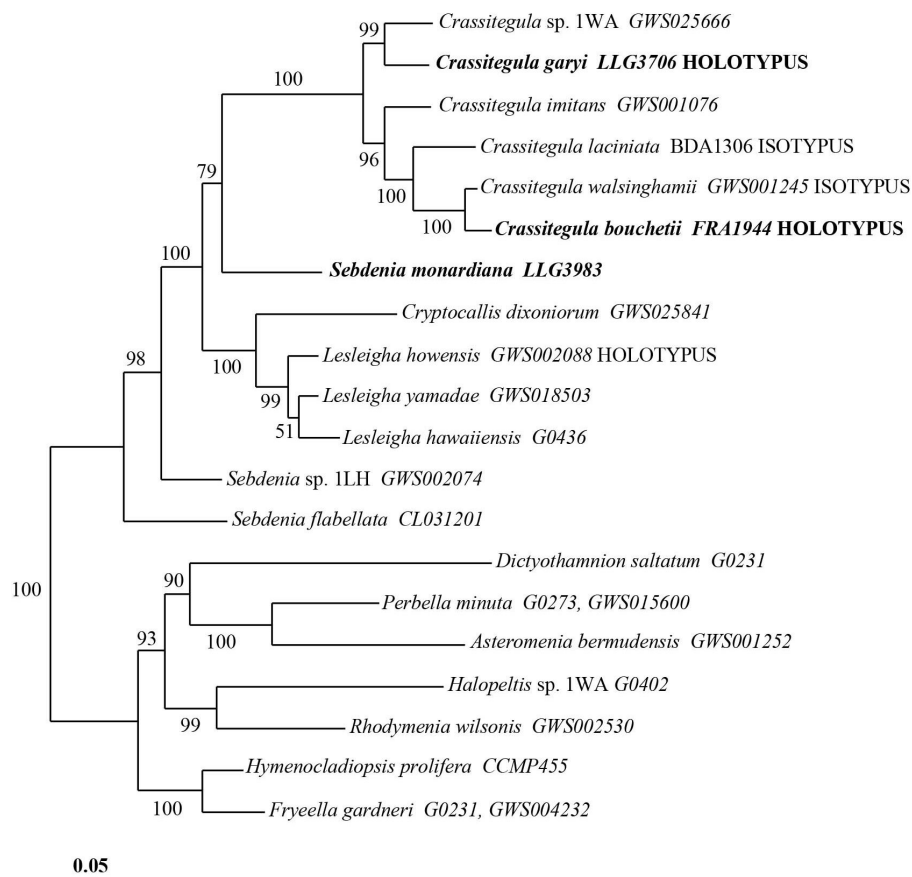 Crassitegula sp. 1WA GWS025666
99
Crassitegula garyi LLG3706 HOLOTYPUS
100
Crassitegula imitans GWS001076
96
Crassitegula laciniata BDA1306 ISOTYPUS
79
Crassitegula walsinghamii GWS001245 ISOTYPUS
100
100
Crassitegula bouchetii FRA1944 HOLOTYPUS
100
Sebdenia monardiana LLG3983
Cryptocallis dixoniorum GWS025841
98
100
Lesleigha howensis GWS002088 HOLOTYPUS
99
Lesleigha yamadae GWS018503
51
Lesleigha hawaiiensis G0436
Sebdenia sp. 1LH GWS002074
Sebdenia flabellata CL031201
Dictyothamnion saltatum G0231
100
90
Perbella minuta G0273, GWS015600
93
100
Asteromenia bermudensis GWS001252
Halopeltis sp. 1WA G0402
99
Rhodymenia wilsonis GWS002530
Hymenocladiopsis prolifera CCMP455
100
Fryeella gardneri G0231, GWS004232
0.05